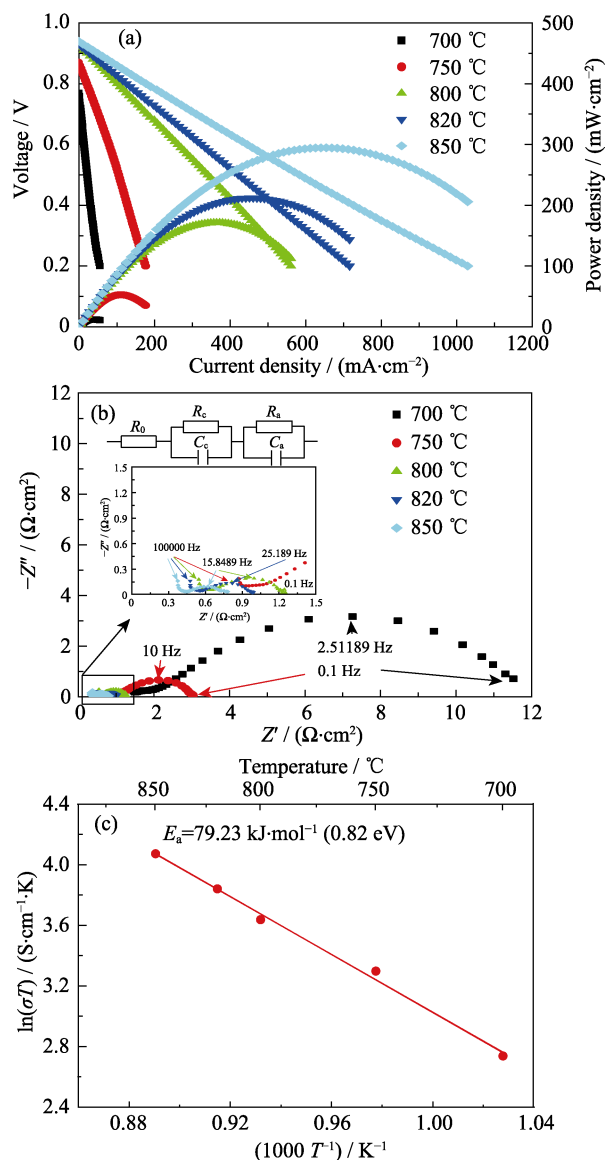 (a)
700 ℃
750 ℃
800 ℃
820 ℃
850 ℃
Voltage / V
1.0
0.8
0.6
0.4
0.2
0
Power density / (mW·cm⁻²)
500
400
300
200
100
0
0 200 400 600 800 1000 1200
Current density / (mA·cm⁻²)
(b)
R₀
R_c
C_c
R_a
C_a
700 ℃
750 ℃
800 ℃
820 ℃
850 ℃
−Z″ / (Ω·cm²)
12
10
8
6
4
2
0
−Z″ / (Ω·cm²)
1.5
1.2
0.9
0.6
0.3
0
100000 Hz
15.8489 Hz
25.189 Hz
0.1 Hz
0 0.3 0.6 0.9 1.2 1.5
Z′ / (Ω·cm²)
10 Hz
2.51189 Hz
0.1 Hz
0 2 4 6 8 10 12
Z′ / (Ω·cm²)
Temperature / ℃
850 800 750 700
(c)
E_a=79.23 kJ·mol⁻¹ (0.82 eV)
ln(σT) / (S·cm⁻¹·K)
4.4
4.0
3.6
3.2
2.8
2.4
0.88 0.92 0.96 1.00 1.04
(1000 T⁻¹) / K⁻¹